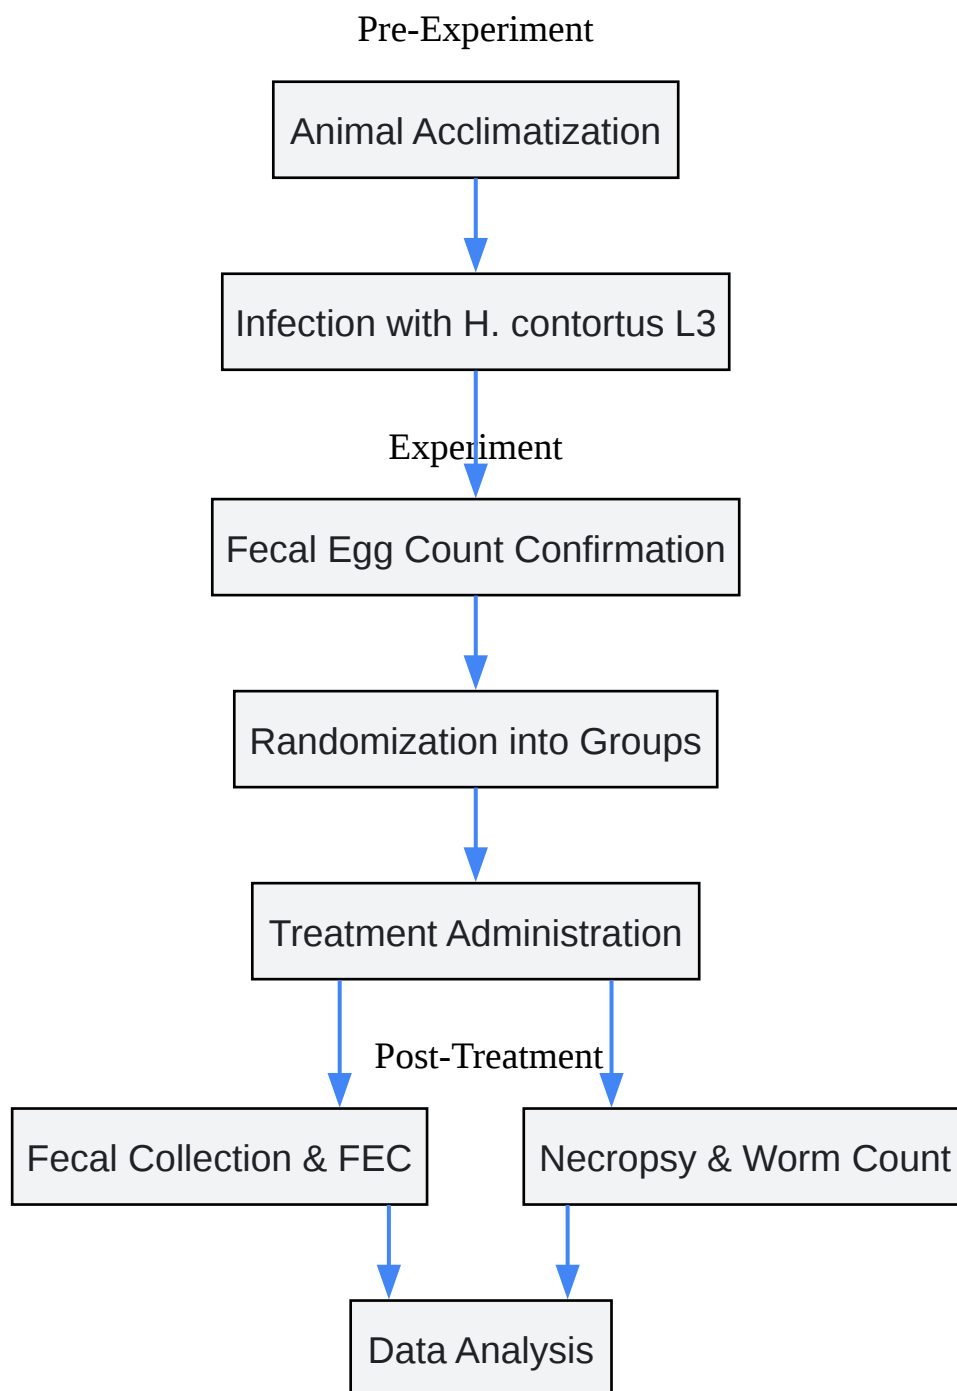 Pre-Experiment
Animal Acclimatization
Infection with H. contortus L3
Experiment
Fecal Egg Count Confirmation
Randomization into Groups
Treatment Administration
Post-Treatment
Fecal Collection & FEC
Necropsy & Worm Count
Data Analysis